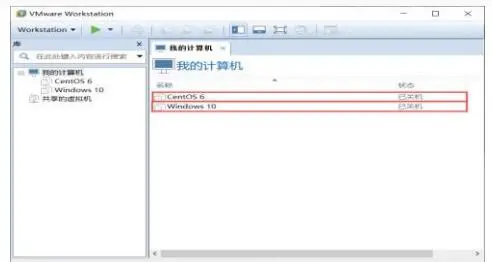 VMware Workstation
Workstation
库
在此处键入内容进行搜索
我的计算机
CentOS 6
Windows 10
共享的虚拟机
我的计算机
我的计算机
名称
状态
CentOS 6
已关机
Windows 10
已关机